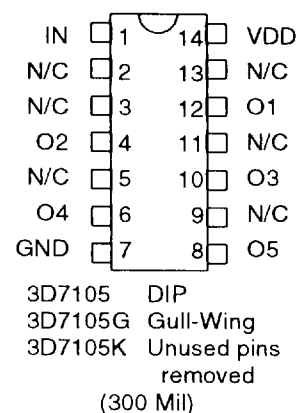 IN 1 14 VDD
N/C 2 13 N/C
N/C 3 12 O1
O2 4 11 N/C
N/C 5 10 O3
O4 6 9 N/C
GND 7 8 O5
3D7105 DIP
3D7105G Gull-Wing
3D7105K Unused pins
removed
(300 Mil)